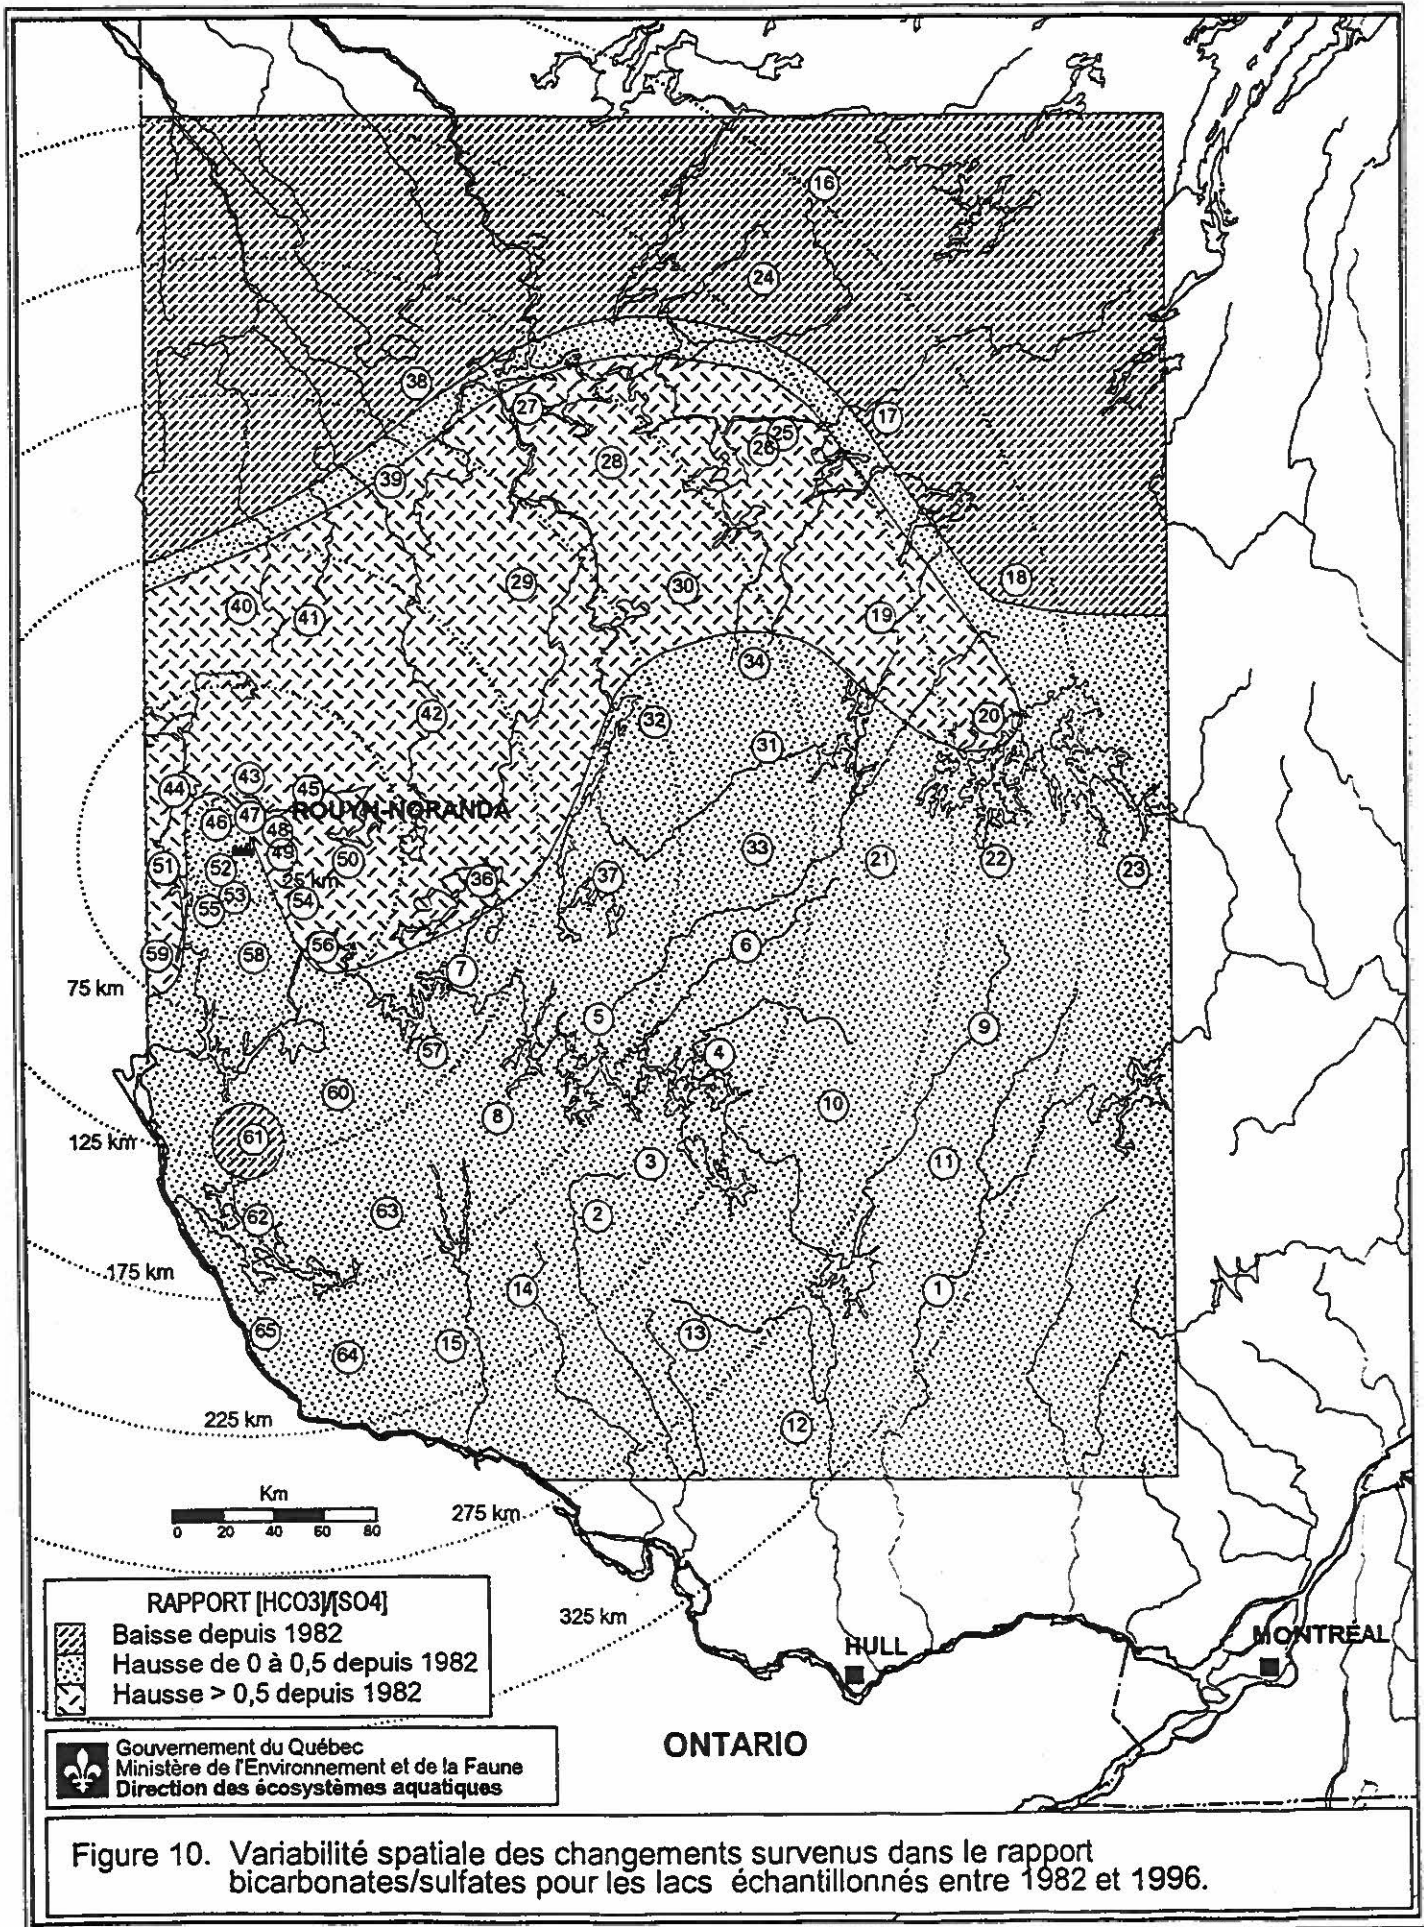 16
24
38
27
17
25
26
28
39
18
29
30
40
41
19
34
42
32
20
31
43
44
45
ROUYN-NORANDA
46
47
48
33
49
50
21
22
23
51
52
25 km
36
37
53
54
55
56
6
59
58
7
75 km
5
9
57
4
60
10
8
125 km
61
3
11
62
63
2
175 km
14
1
65
13
64
15
225 km
12
Km
0 20 40 60 80
275 km
325 km
RAPPORT [HCO3]/[SO4]
Baisse depuis 1982
Hausse de 0 à 0,5 depuis 1982
Hausse > 0,5 depuis 1982
HULL
MONTRÉAL
ONTARIO
Gouvernement du Québec
Ministère de l'Environnement et de la Faune
Direction des écosystèmes aquatiques
Figure 10. Variabilité spatiale des changements survenus dans le rapport
bicarbonates/sulfates pour les lacs échantillonnés entre 1982 et 1996.